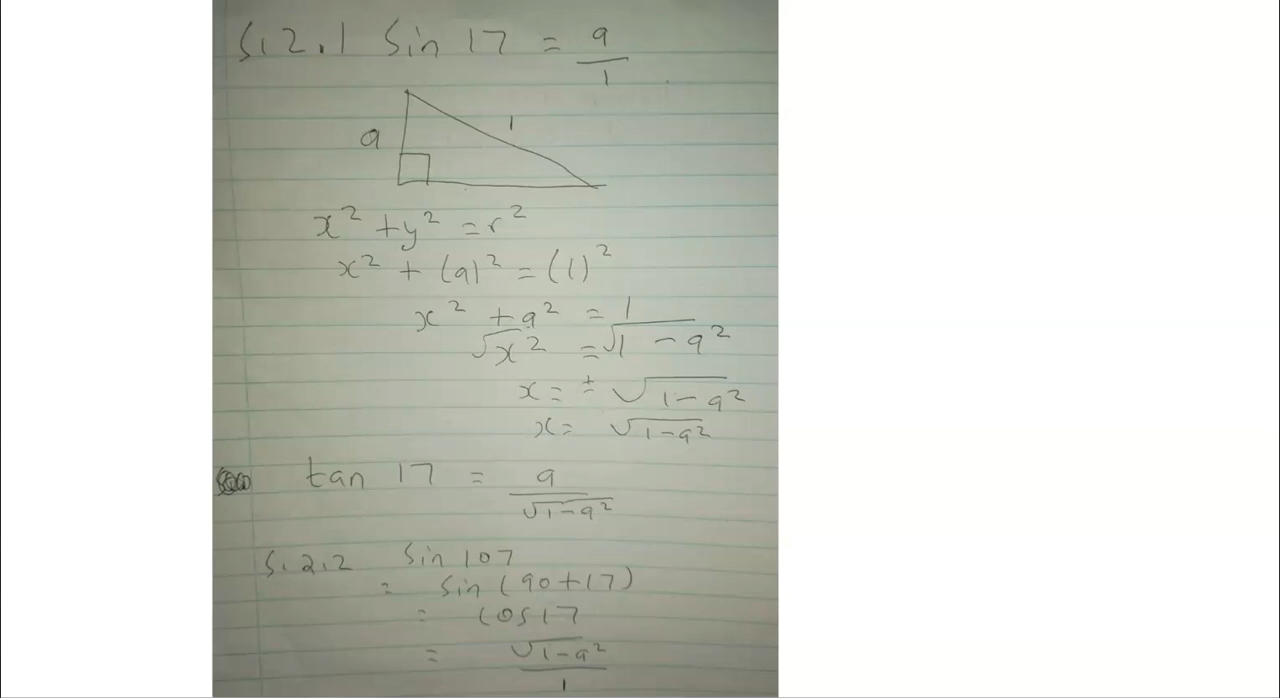 5.2.1 Sin 17 = a/1
a
1
x² + y² = r²
x² + (a)² = (1)²
x² + a² = 1
√x² = √1 - a²
x = ± √1-a²
x = √1-a²
tan 17 = a/√1-a²
5.2.2 Sin 107
= Sin (90+17)
= cos 17
= √1-a²/1